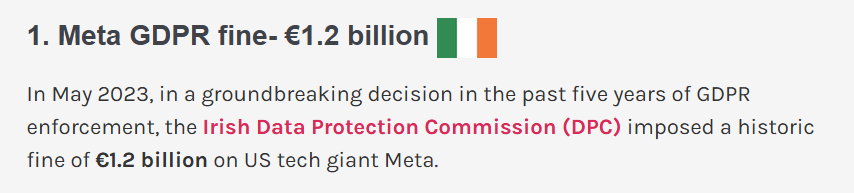 1. Meta GDPR fine- €1.2 billion
In May 2023, in a groundbreaking decision in the past five years of GDPR
enforcement, the Irish Data Protection Commission (DPC) imposed a historic
fine of €1.2 billion on US tech giant Meta.